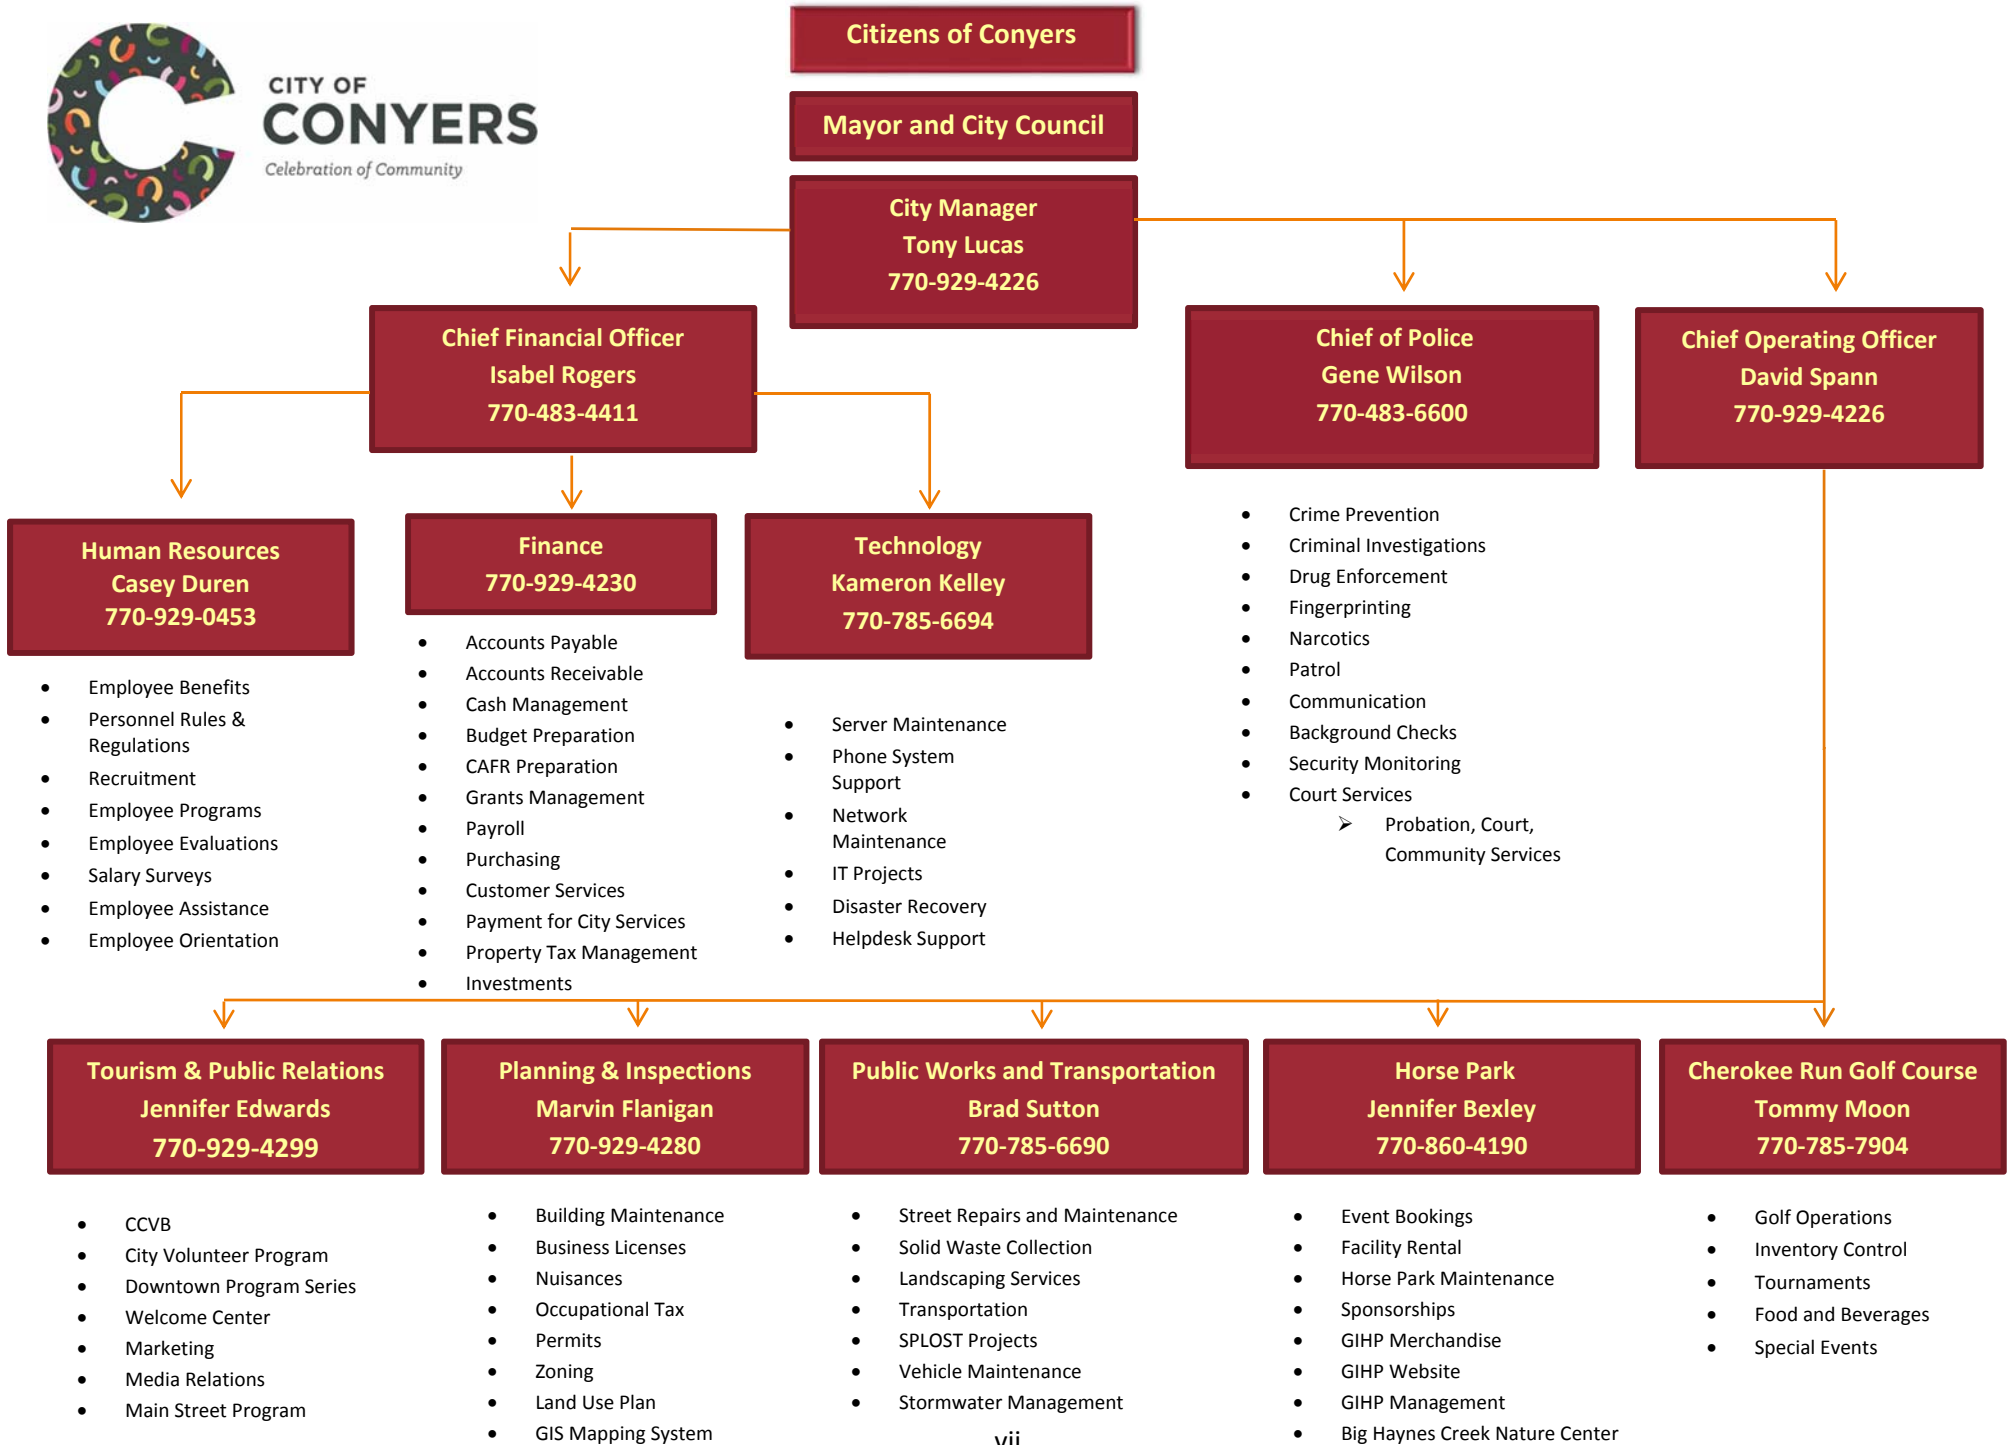 CITY OF
CONYERS
Celebration of Community
Citizens of Conyers
Mayor and City Council
City Manager
Tony Lucas
770-929-4226
Chief Financial Officer
Isabel Rogers
770-483-4411
Chief of Police
Gene Wilson
770-483-6600
Chief Operating Officer
David Spann
770-929-4226
Human Resources
Casey Duren
770-929-0453
• Employee Benefits
• Personnel Rules &
Regulations
• Recruitment
• Employee Programs
• Employee Evaluations
• Salary Surveys
• Employee Assistance
• Employee Orientation
Finance
770-929-4230
• Accounts Payable
• Accounts Receivable
• Cash Management
• Budget Preparation
• CAFR Preparation
• Grants Management
• Payroll
• Purchasing
• Customer Services
• Payment for City Services
• Property Tax Management
• Investments
Technology
Kameron Kelley
770-785-6694
• Server Maintenance
• Phone System
Support
• Network
Maintenance
• IT Projects
• Disaster Recovery
• Helpdesk Support
• Crime Prevention
• Criminal Investigations
• Drug Enforcement
• Fingerprinting
• Narcotics
• Patrol
• Communication
• Background Checks
• Security Monitoring
• Court Services
➢ Probation, Court,
Community Services
Tourism & Public Relations
Jennifer Edwards
770-929-4299
• CCVB
• City Volunteer Program
• Downtown Program Series
• Welcome Center
• Marketing
• Media Relations
• Main Street Program
Planning & Inspections
Marvin Flanigan
770-929-4280
• Building Maintenance
• Business Licenses
• Nuisances
• Occupational Tax
• Permits
• Zoning
• Land Use Plan
• GIS Mapping System
Public Works and Transportation
Brad Sutton
770-785-6690
• Street Repairs and Maintenance
• Solid Waste Collection
• Landscaping Services
• Transportation
• SPLOST Projects
• Vehicle Maintenance
• Stormwater Management
Horse Park
Jennifer Bexley
770-860-4190
• Event Bookings
• Facility Rental
• Horse Park Maintenance
• Sponsorships
• GIHP Merchandise
• GIHP Website
• GIHP Management
• Big Haynes Creek Nature Center
Cherokee Run Golf Course
Tommy Moon
770-785-7904
• Golf Operations
• Inventory Control
• Tournaments
• Food and Beverages
• Special Events
vii